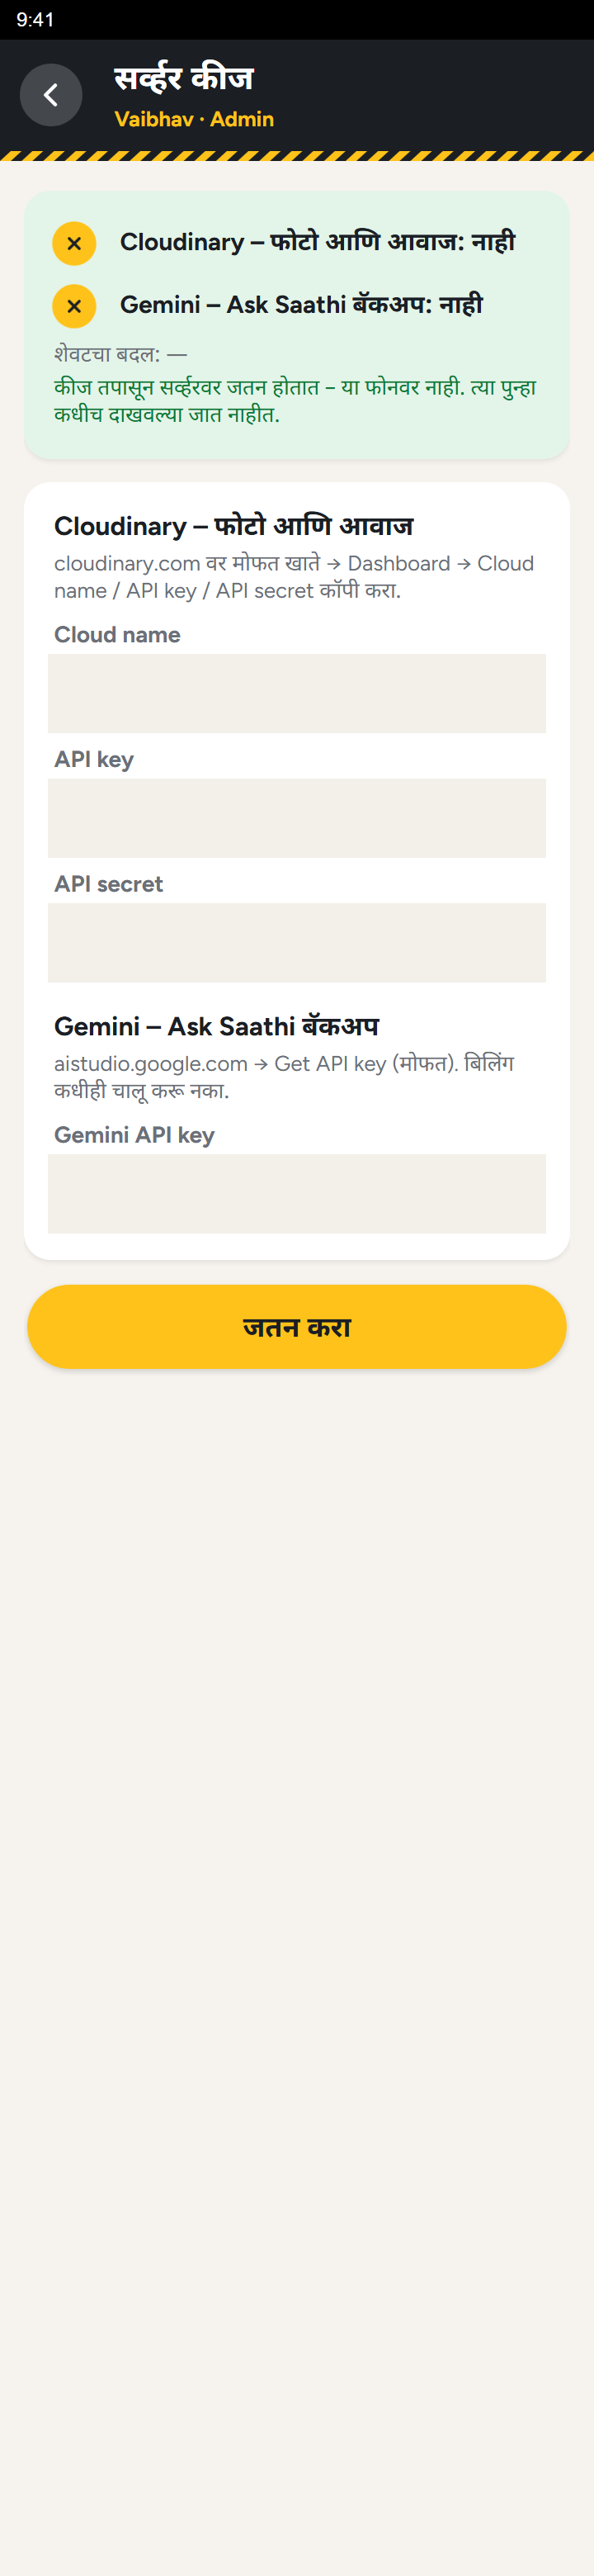 9:41
सर्व्हर कीज
Vaibhav · Admin
Cloudinary – फोटो आणि आवाज: नाही
Gemini – Ask Saathi बॅकअप: नाही
शेवटचा बदल: —
कीज तपासून सर्व्हरवर जतन होतात – या फोनवर नाही. त्या पुन्हा
कधीच दाखवल्या जात नाहीत.
Cloudinary – फोटो आणि आवाज
cloudinary.com वर मोफत खाते → Dashboard → Cloud
name / API key / API secret कॉपी करा.
Cloud name
API key
API secret
Gemini – Ask Saathi बॅकअप
aistudio.google.com → Get API key (मोफत). बिलिंग
कधीही चालू करू नका.
Gemini API key
जतन करा